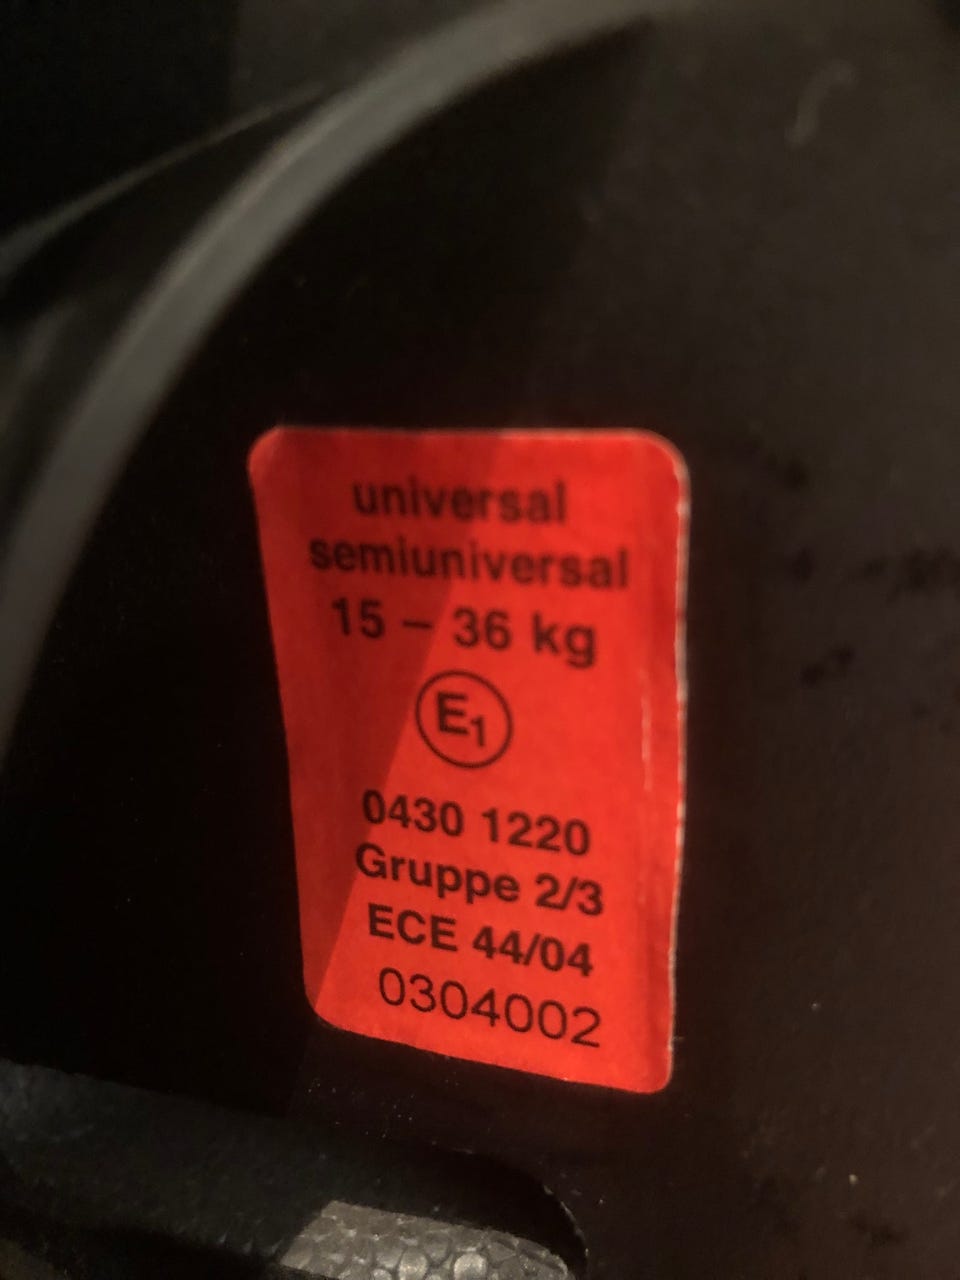 universal
semiuniversal
15 – 36 kg
E1
0430 1220
Gruppe 2/3
ECE 44/04
0304002